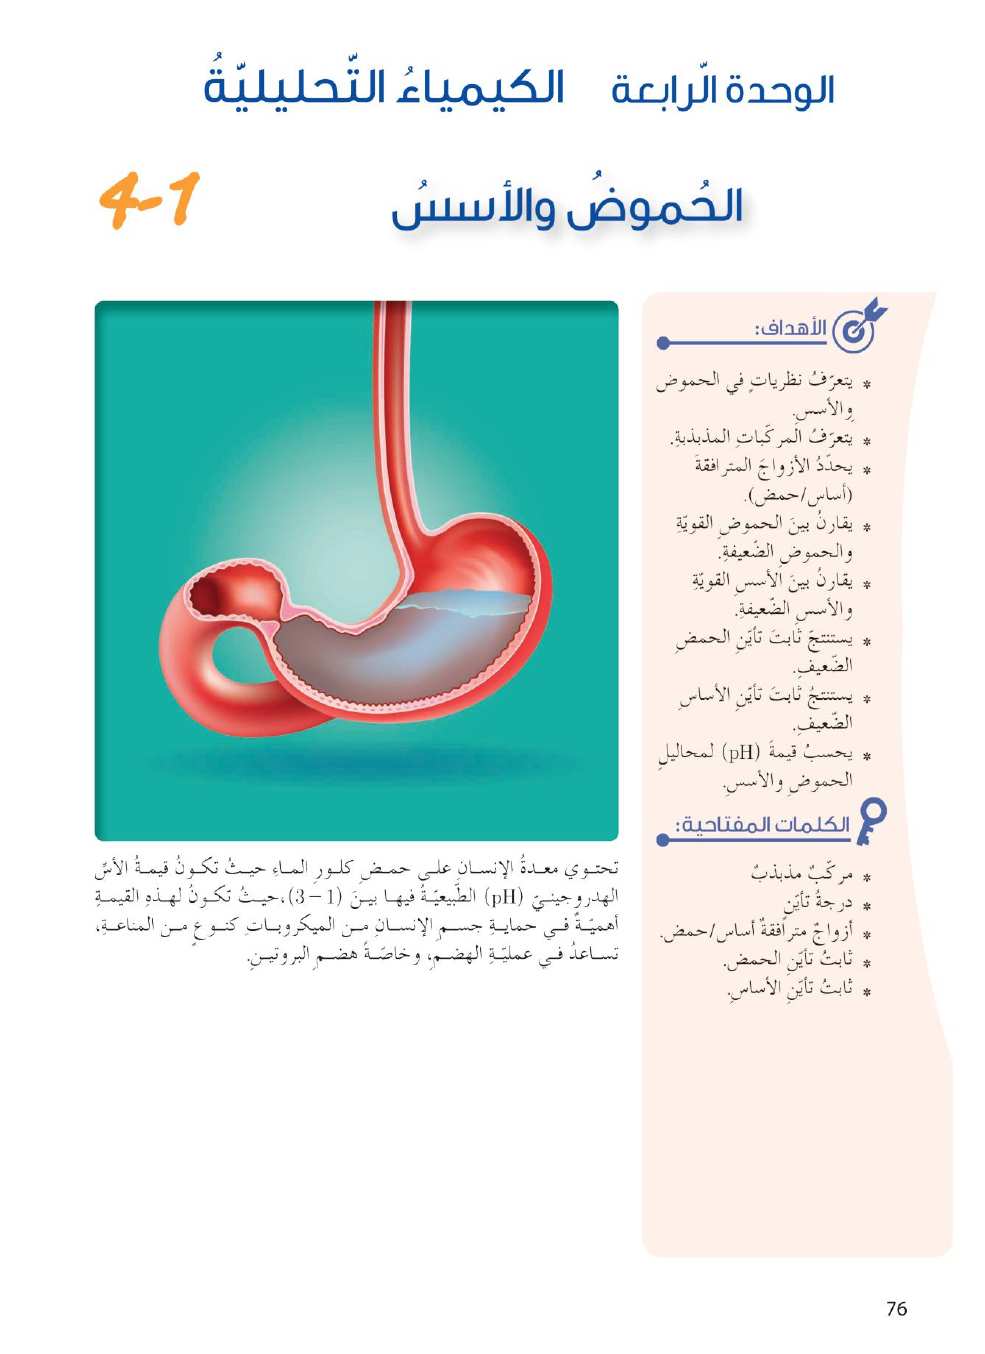 الوحدة الرّابعة الكيمياءُ التّحليليّةُ
الحُموضُ والأسسُ
4-1
الأهداف:
* يتعرّفُ نظرياتٍ في الحموضِ
والأسسِ.
* يتعرّفُ المركّباتِ المذبذبةِ.
* يحدّدُ الأزواجَ المترافقةَ
(أساس/حمض).
* يقارنُ بينَ الحموضِ القويّةِ
والحموضِ الضّعيفةِ.
* يقارنُ بينَ الأسسِ القويّةِ
والأسسِ الضّعيفةِ.
* يستنتجُ ثابتَ تأيّنِ الحمضِ
الضّعيفِ.
* يستنتجُ ثابتَ تأيّنِ الأساسِ
الضّعيفِ.
* يحسبُ قيمةَ (pH) لمحاليلِ
الحموضِ والأسسِ.
الكلمات المفتاحية:
* مركّبٌ مذبذبٌ
* درجةُ تأيّنِ
* أزواجٌ مترافقةٌ أساس/حمض.
* ثابتُ تأيّنِ الحمض.
* ثابتُ تأيّنِ الأساسِ.
تحتوي معدةُ الإنسانِ على حمضِ كلورِ الماءِ حيثُ تكونُ قيمةُ الأسِّ
الهدروجينيّ (pH) الطّبيعيّةُ فيها بينَ (1 – 3)،حيثُ تكونُ لهذهِ القيمةِ
أهميّةٌ في حمايةِ جسمِ الإنسانِ منَ الميكروباتِ كنوعٍ منَ المناعةِ،
تساعدُ في عمليّةِ الهضمِ، وخاصّةً هضمِ البروتينِ.
76